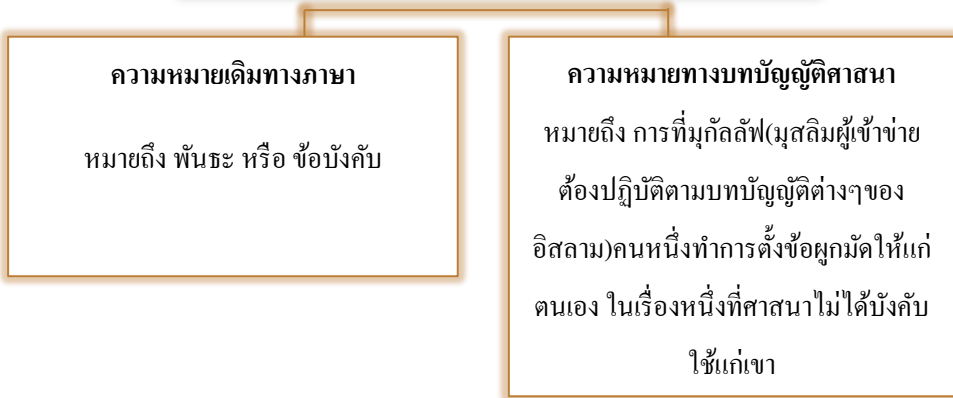 ความหมายเดิมทางภาษา
หมายถึง พันธะ หรือ ข้อบังคับ
ความหมายทางบทบัญญัติศาสนา
หมายถึง การที่มุกัลลัฟ(มุสลิมผู้เข้าข่าย
ต้องปฏิบัติตามบทบัญญัติต่างๆของ
อิสลาม)คนหนึ่งทำการตั้งข้อผูกมัดให้แก่
ตนเอง ในเรื่องหนึ่งที่ศาสนาไม่ได้บังคับ
ใช้แก่เขา